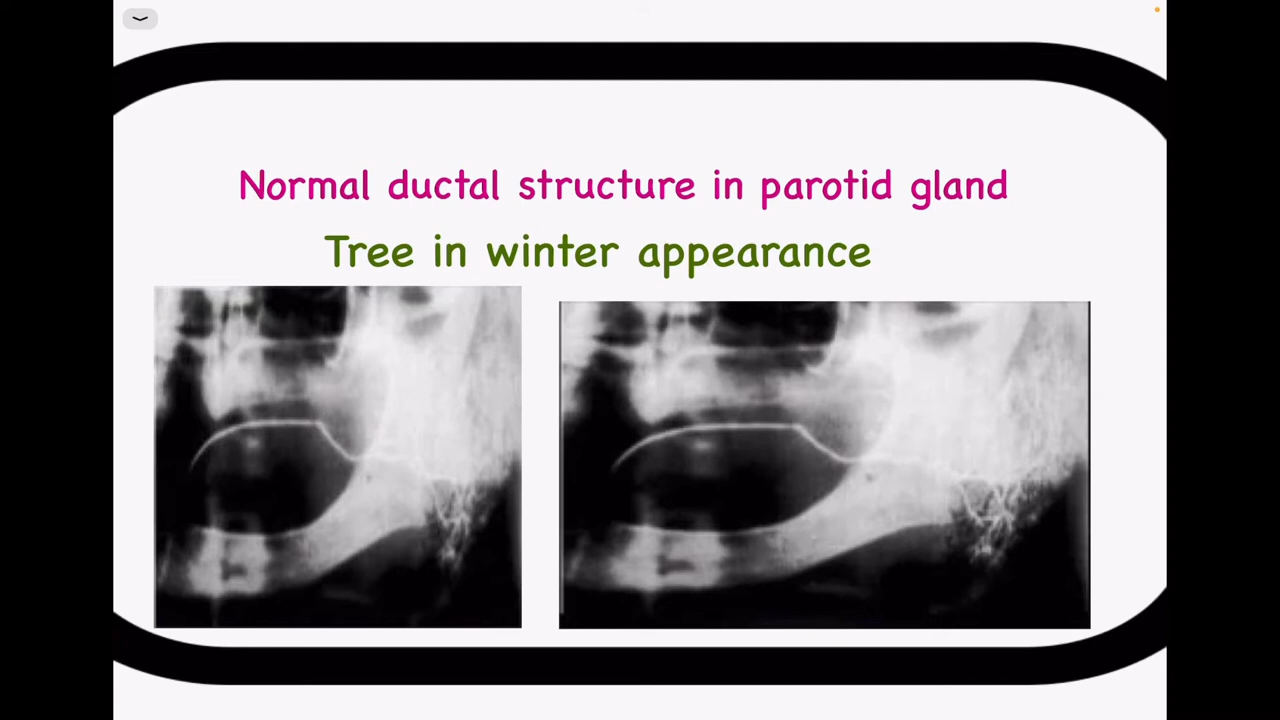 Normal ductal structure in parotid gland
Tree in winter appearance